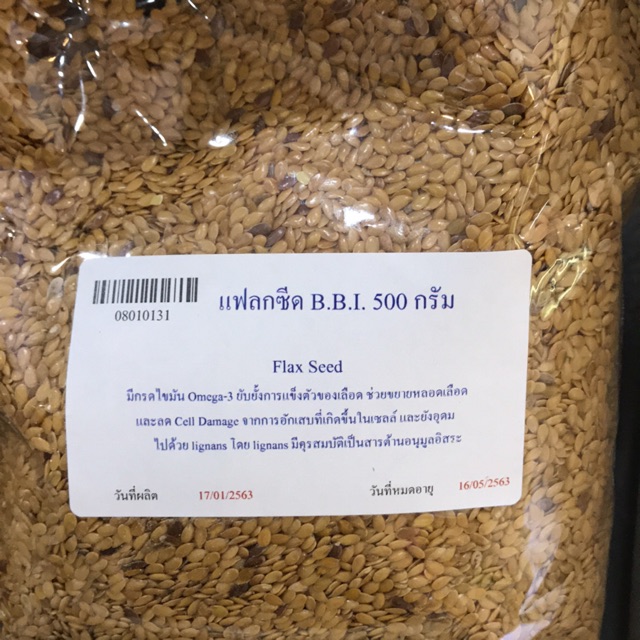 แฟลกซีด B.B.I. 500 กรัม
08010131
Flax Seed
มีกรดไขมัน Omega-3 ยับยั้งการแข็งตัวของเลือด ช่วยขยายหลอดเลือด
และลด Cell Damage จากการอักเสบที่เกิดขึ้นในเซลล์ และยังอุดม
ไปด้วย lignans โดย lignans มีคุรสมบัติเป็นสารต้านอนุมูลอิสระ
วันที่ผลิต 17/01/2563 วันที่หมดอายุ 16/05/2563